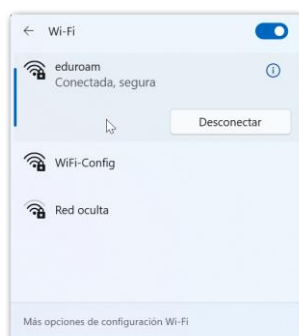 Wi-Fi
eduroam
Conectada, segura
Desconectar
WiFi-Config
Red oculta
Más opciones de configuración Wi-Fi